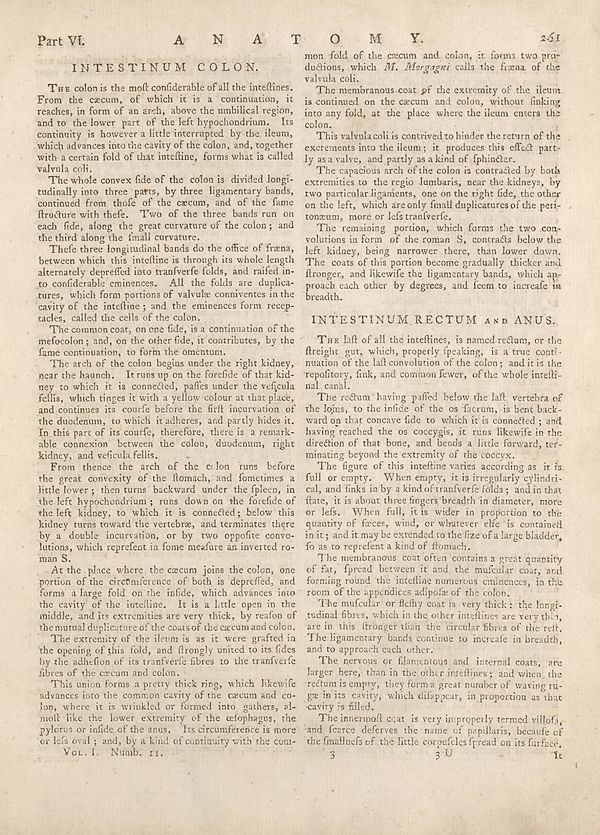 Part VI. A N A T O M Y. 261
INTESTINUM COLON.
THE colon is the moſt conſiderable of all the inteſtines.
From the cæcum, of which it is a continuation, it
reaches, in form of an arch, above the umbilical region,
and to the lower part of the left hypochondrium. Its
continuity is however a little interrupted by the ileum,
which advances into the cavity of the colon, and, together
with a certain fold of that inteſtine, forms what is called
valvula coli.
The whole convex ſide of the colon is divided longi-
tudinally into three parts, by three ligamentary bands,
continued from thoſe of the cæcum, and of the ſame
ſtructure with theſe. Two of the three bands run on
each ſide, along the great curvature of the colon; and
the third along the ſmall curvature.
Theſe three longitudinal bands do the office of fræna,
between which this inteſtine is through its whole length
alternately depreſſed into tranſverſe folds, and raiſed in-
to conſiderable eminences. All the folds are duplica-
tures, which form portions of valvulæ conniventes in the
cavity of the inteſtine; and the eminences form recep-
tacles, called the cells of the colon.
The common coat, on one ſide, is a continuation of the
meſocolon; and, on the other ſide, it contributes, by the
ſame continuation, to form the omentum.
The arch of the colon begins under the right kidney,
near the haunch. It runs up on the foreſide of that kid-
ney to which it is connected, paſſes under the veſicula
fellis, which tinges it with a yellow colour at that place,
and continues its courſe before the firſt incurvation of
the duodenum, to which it adheres, and partly hides it.
In this part of its courſe, therefore, there is a remark-
able connexion between the colon, duodenum, right
kidney, and veſicula fellis.
From thence the arch of the colon runs before
the great convexity of the ſtomach, and ſometimes a
little lower; then turns backward under the ſpleen, in
the left hypochondrium; runs down on the foreſide of
the left kidney, to which it is connected; below this
kidney turns toward the vertebræ, and terminates there
by a double incurvation, or by two oppoſite convo-
lutions, which repreſent in ſome meaſure an inverted ro-
man S.
At the place where the cæcum joins the colon, one
portion of the circumference of both is depreſſed, and
forms a large fold on the inſide, which advances into
the cavity of the inteſtine. It is a little open in the
middle, and its extremities are very thick, by reaſon of
the mutual duplicature of the coats of the cæcum and colon.
The extremity of the ileum is as it were grafted in
the opening of this fold, and ſtrongly united to its ſides
by the adheſion of its tranſverſe fibres to the tranſverſe
fibres of the cæcum and colon.
This union forms a pretty thick ring, which likewiſe
advances into the common cavity of the cæcum and co-
lon, where it is wrinkled or formed into gathers, al-
moſt like the lower extremity of the œſophagus, the
pylorus or inſide of the anus. Its circumference is more
or leſs oval; and, by a kind of continuity with the com-
VOL. I. Numb. 11.
mon fold of the cæcum and colon, it forms two pro-
ductions, which M. Morgagni calls the fræna of the
valvula coli.
The membranous coat of the extremity of the ileum
is continued on the cæcum and colon, without ſinking
into any fold, at the place where the ileum enters the
colon.
This valvula coli is contrived to hinder the return of the
excrements into the ileum; it produces this effect part-
ly as a valve, and partly as a kind of ſphincter.
The capacious arch of the colon is contracted by both
extremities to the regio lumbaris, near the kidneys, by
two particular ligaments, one on the right ſide, the other
on the left, which are only ſmall duplicatures of the peri-
tonæum, more or leſs tranſverſe.
The remaining portion, which forms the two con-
volutions in form of the roman S, contracts below the
left kidney, being narrower there, than lower down.
The coats of this portion become gradually thicker and
ſtronger, and likewiſe the ligamentary bands, which ap-
proach each other by degrees, and ſeem to increaſe in
breadth.
INTESTINUM RECTUM AND ANUS.
THE laſt of all the inteſtines, is named rectum, or the
ſtreight gut, which, properly ſpeaking, is a true conti-
nuation of the laſt convolution of the colon; and it is the
repoſitory, ſink, and common ſewer, of the whole inteſti-
nal canal.
The rectum having paſſed below the laſt vertebra of
the loins, to the inſide of the os ſacrum, is bent back-
ward on that concave ſide to which it is connected; and
having reached the os coccygis, it runs likewiſe in the
direction of that bone, and bends a little forward, ter-
minating beyond the extremity of the coccyx.
The figure of this inteſtine varies according as it is
full or empty. When empty, it is irregularly cylindri-
cal, and ſinks in by a kind of tranſverſe folds; and in that
ſtate, it is about three fingers breadth in diameter, more
or leſs. When full, it is wider in proportion to the
quantity of fæces, wind, or whatever elſe is contained
in it; and it may be extended to the ſize of a large bladder,
ſo as to repreſent a kind of ſtomach.
The membranous coat often contains a great quantity
of fat, ſpread between it and the muſcular coat, and
forming round the inteſtine numerous eminences, in the
room of the appendices adipoſæ of the colon.
The muſcular or fleſhy coat is very thick: the longi-
tudinal fibres, which in the other inteſtines are very thin,
are in this ſtronger than the circular fibres of the reſt.
The ligamentary bands continue to increaſe in breadth,
and to approach each other.
The nervous or filamentous and internal coats, are
larger here, than in the other inteſtines; and when the
rectum is empty, they form a great number of waving ru-
gæ in its cavity, which diſappear, in proportion as that
cavity is filled.
The innermoſt coat is very improperly termed villoſa,
and ſcarce deſerves the name of papillaris, becauſe of
the ſmallneſs of the little corpuſcles ſpread on its ſurface.
3 3 U It